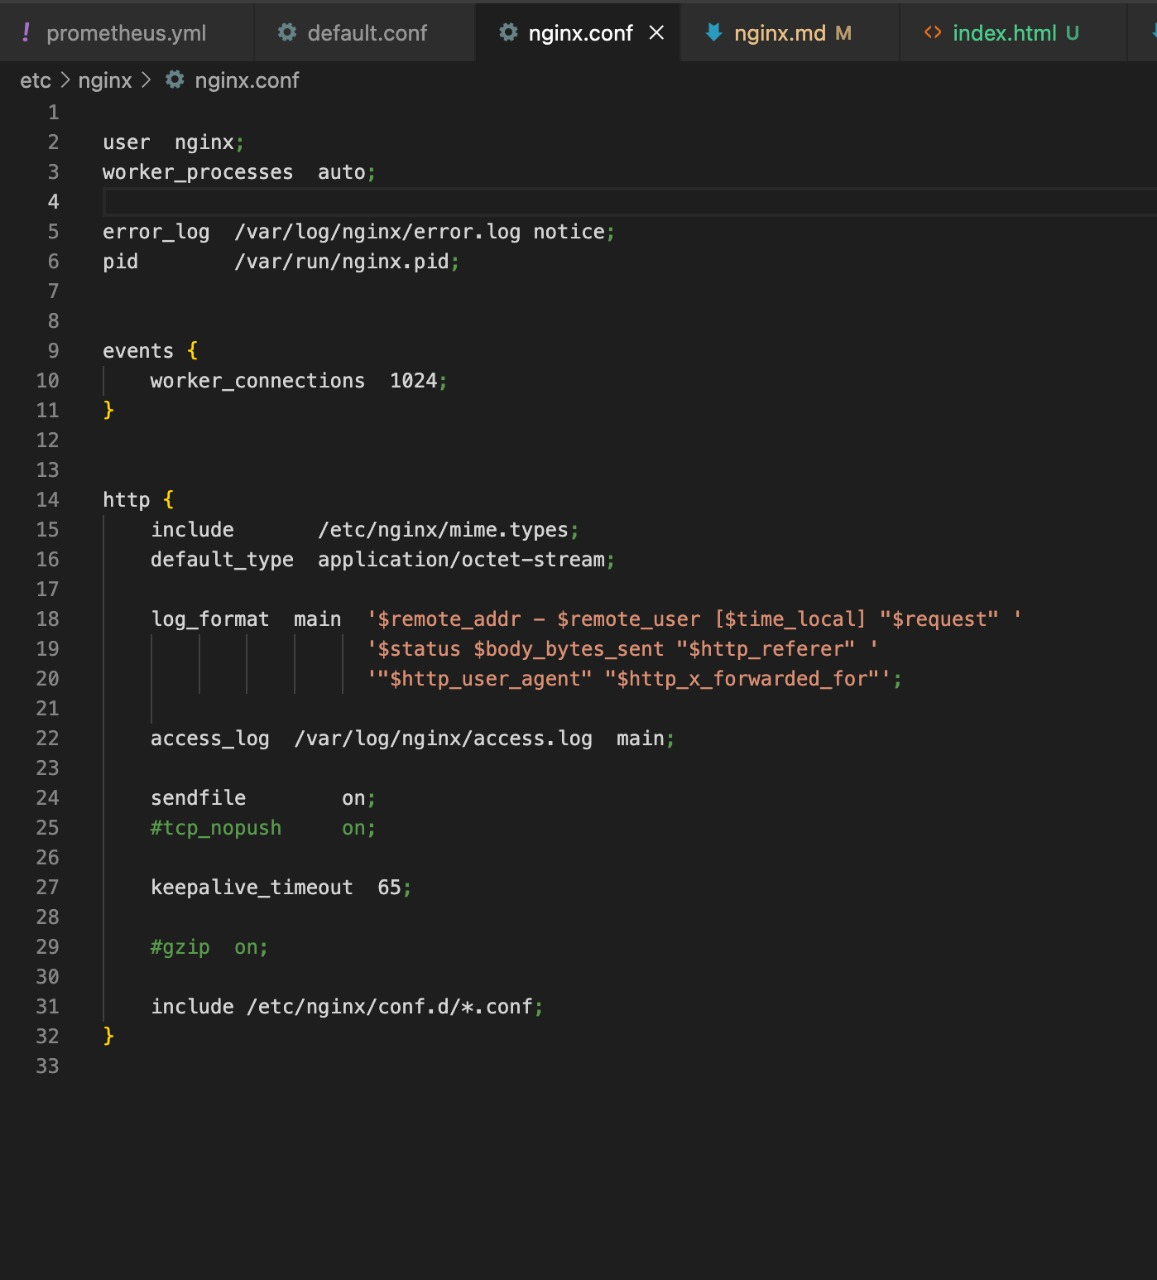 ! prometheus.yml default.conf nginx.conf × nginx.md M <> index.html U
etc > nginx > nginx.conf
1
2 user  nginx;
3 worker_processes  auto;
4
5 error_log  /var/log/nginx/error.log notice;
6 pid        /var/run/nginx.pid;
7
8
9 events {
10     worker_connections  1024;
11 }
12
13
14 http {
15     include       /etc/nginx/mime.types;
16     default_type  application/octet-stream;
17
18     log_format  main  '$remote_addr - $remote_user [$time_local] "$request" '
19                       '$status $body_bytes_sent "$http_referer" '
20                       '"$http_user_agent" "$http_x_forwarded_for"';
21
22     access_log  /var/log/nginx/access.log  main;
23
24     sendfile        on;
25     #tcp_nopush     on;
26
27     keepalive_timeout  65;
28
29     #gzip  on;
30
31     include /etc/nginx/conf.d/*.conf;
32 }
33